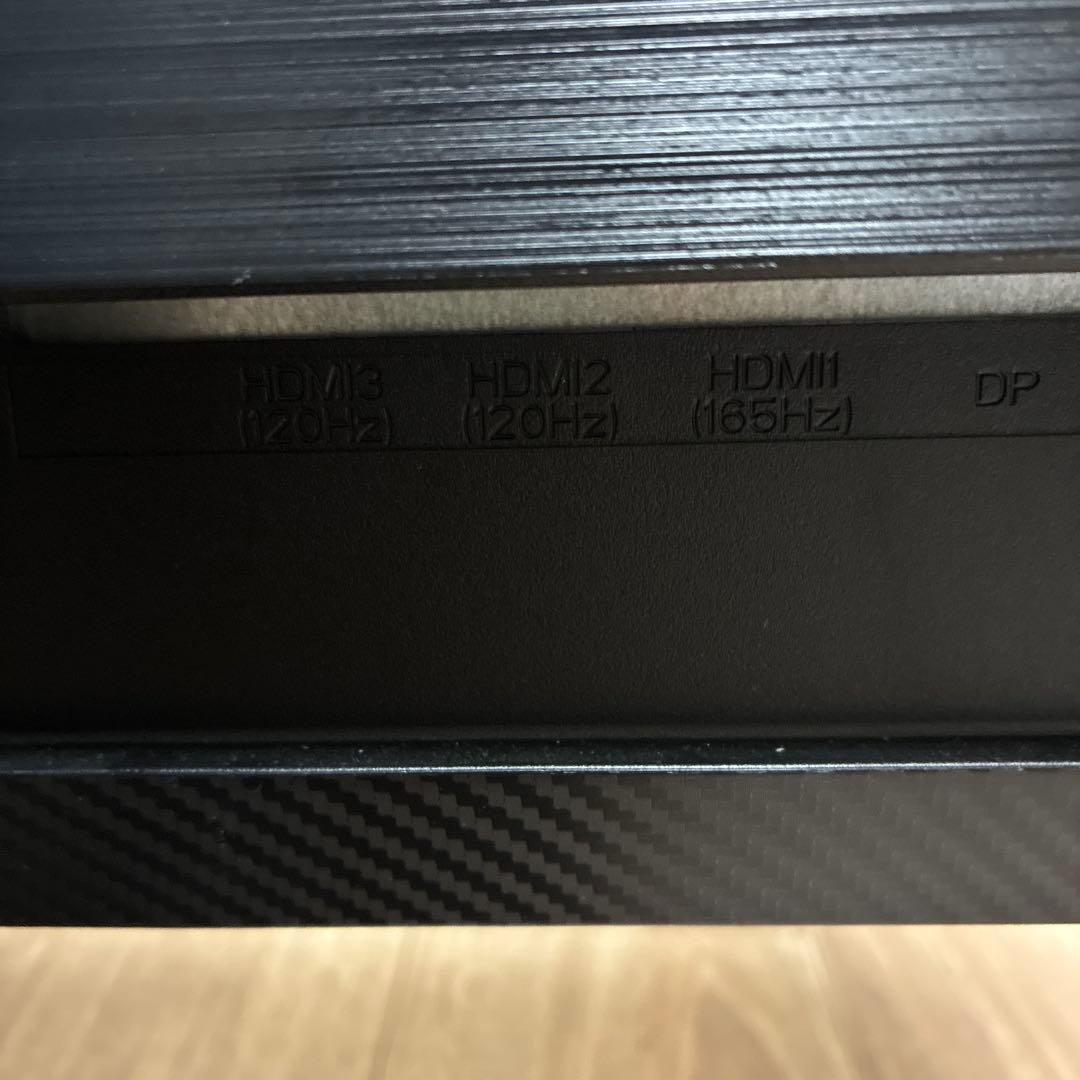 HDMI3 HDMI2 HDMI1 DP
(120Hz) (120Hz) (165Hz)